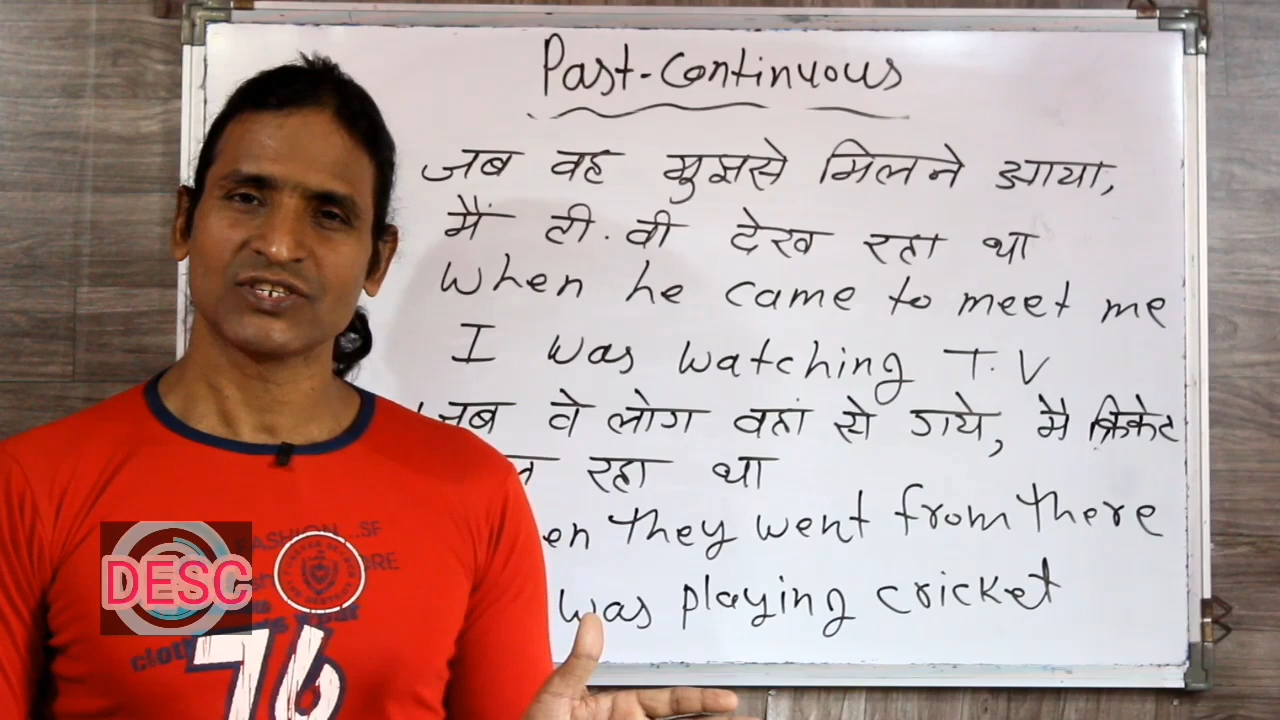 Past-Continuous
जब वह मुझसे मिलने आया,
मैं टी.वी देख रहा था
When he came to meet me
I was watching T.V
जब वे लोग वहां से गये, मै क्रिकेट
रहा था
they went from there
was playing cricket
DESC
76